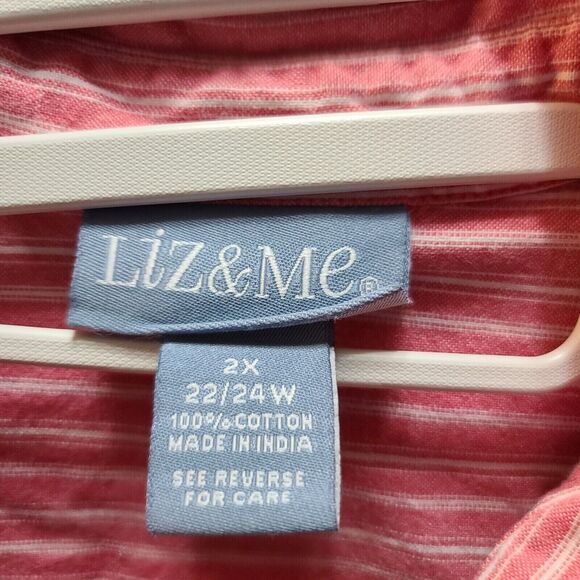 Liz&Me®
2X
22/24W
100% COTTON
MADE IN INDIA
SEE REVERSE
FOR CARE